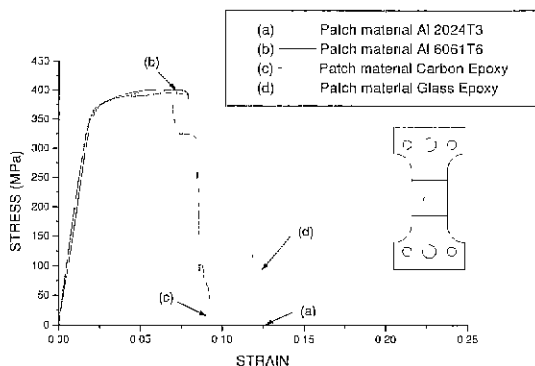 (a) Patch material Al 2024T3
(b) Patch material Al 6061T6
(c) Patch material Carbon Epoxy
(d) Patch material Glass Epoxy
450
400
350
300
250
200
150
100
50
0
STRESS (MPa)
(b)
(d)
(c)
(a)
0.00 0.05 0.10 0.15 0.20 0.25
STRAIN